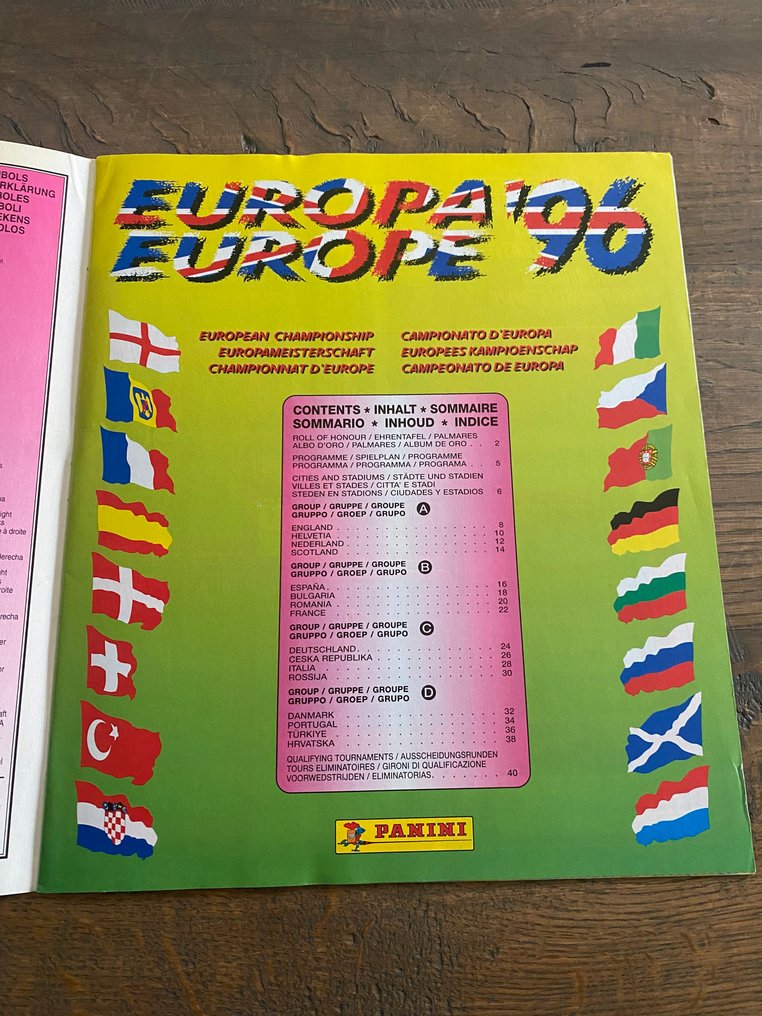 BOLS
RKLÄRUNG
BOLES
BOLI
EKENS
OLOS
EUROPA '96
EUROPE
EUROPEAN CHAMPIONSHIP
EUROPAMEISTERSCHAFT
CHAMPIONNAT D'EUROPE
CAMPIONATO D'EUROPA
EUROPEES KAMPIOENSCHAP
CAMPEONATO DE EUROPA
CONTENTS ★ INHALT ★ SOMMAIRE
SOMMARIO ★ INHOUD ★ INDICE
ROLL OF HONOUR / EHRENTAFEL / PALMARES
ALBO D'ORO / PALMARES / ALBUM DE ORO . . 2
PROGRAMME / SPIELPLAN / PROGRAMME
PROGRAMMA / PROGRAMMA / PROGRAMA . . 5
CITIES AND STADIUMS / STÄDTE UND STADIEN
VILLES ET STADES / CITTA' E STADI
STEDEN EN STADIONS / CIUDADES Y ESTADIOS 6
GROUP / GRUPPE / GROUPE
GRUPPO / GROEP / GRUPO A
ENGLAND 8
HELVETIA 10
NEDERLAND 12
SCOTLAND 14
GROUP / GRUPPE / GROUPE
GRUPPO / GROEP / GRUPO B
ESPAÑA 16
BULGARIA 18
ROMANIA 20
FRANCE 22
GROUP / GRUPPE / GROUPE
GRUPPO / GROEP / GRUPO C
DEUTSCHLAND 24
CESKA REPUBLIKA 26
ITALIA 28
ROSSIJA 30
GROUP / GRUPPE / GROUPE
GRUPPO / GROEP / GRUPO D
DANMARK 32
PORTUGAL 34
TÜRKIYE 36
HRVATSKA 38
QUALIFYING TOURNAMENTS / AUSSCHEIDUNGSRUNDEN
TOURS ELIMINATOIRES / GIRONI DI QUALIFICAZIONE
VOORWEDSTRIJDEN / ELIMINATORIAS 40
PANINI